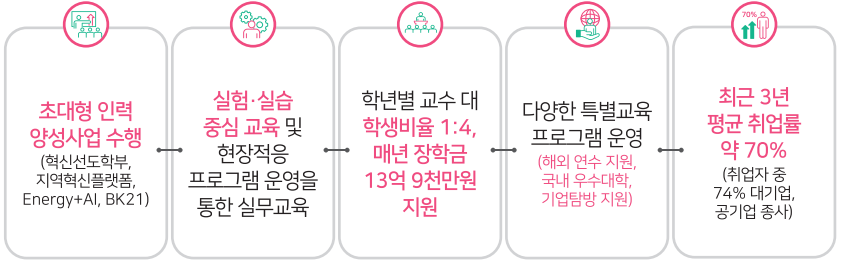 초대형 인력
양성사업 수행
(혁신선도학부,
지역혁신플랫폼,
Energy+AI, BK21)
실험·실습
중심 교육 및
현장적응
프로그램 운영을
통한 실무교육
학년별 교수 대
학생비율 1:4,
매년 장학금
13억 9천만원
지원
다양한 특별교육
프로그램 운영
(해외 연수 지원,
국내 우수대학,
기업탐방 지원)
70%
최근 3년
평균 취업률
약 70%
(취업자 중
74% 대기업,
공기업 종사)